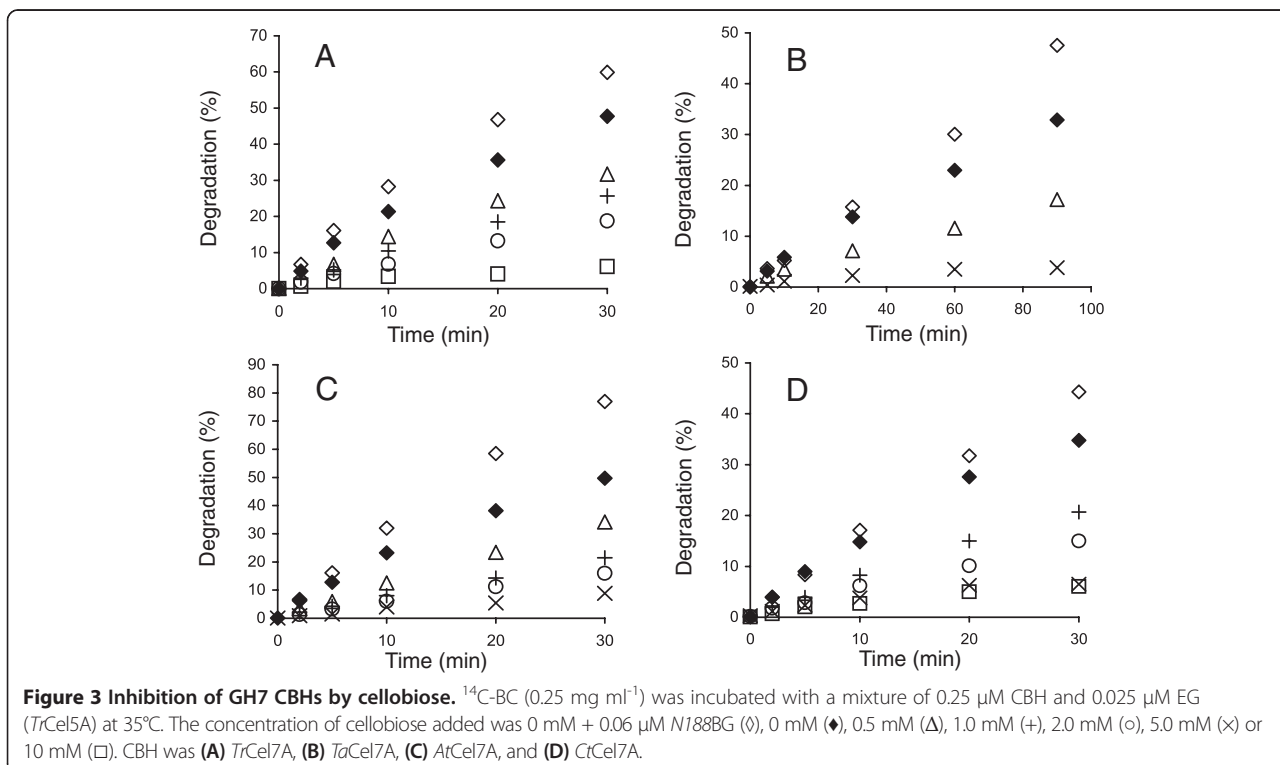 A
Degradation (%)
70
60
50
40
30
20
10
0
0 10 20 30
Time (min)
B
Degradation (%)
50
40
30
20
10
0
0 20 40 60 80 100
Time (min)
C
Degradation (%)
90
80
70
60
50
40
30
20
10
0
0 10 20 30
Time (min)
D
Degradation (%)
50
40
30
20
10
0
0 10 20 30
Time (min)
Figure 3 Inhibition of GH7 CBHs by cellobiose. ¹⁴C-BC (0.25 mg ml⁻¹) was incubated with a mixture of 0.25 μM CBH and 0.025 μM EG
(TrCel5A) at 35°C. The concentration of cellobiose added was 0 mM + 0.06 μM N188BG (◊), 0 mM (♦), 0.5 mM (Δ), 1.0 mM (+), 2.0 mM (○), 5.0 mM (×) or
10 mM (□). CBH was (A) TrCel7A, (B) TaCel7A, (C) AtCel7A, and (D) CtCel7A.